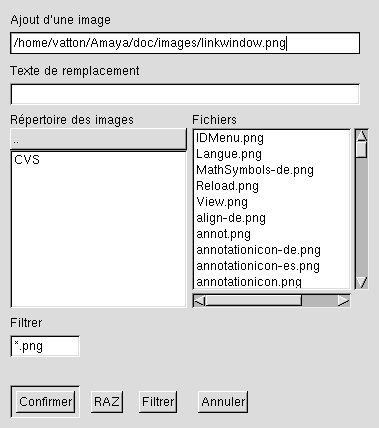 Ajout d'une image
/home/vatton/Amaya/doc/images/linkwindow.png
Texte de remplacement
Répertoire des images
Fichiers
..
CVS
IDMenu.png
Langue.png
MathSymbols-de.png
Reload.png
View.png
align-de.png
annot.png
annotationicon-de.png
annotationicon-es.png
annotationicon.png
Filtrer
*.png
Confirmer RAZ Filtrer Annuler